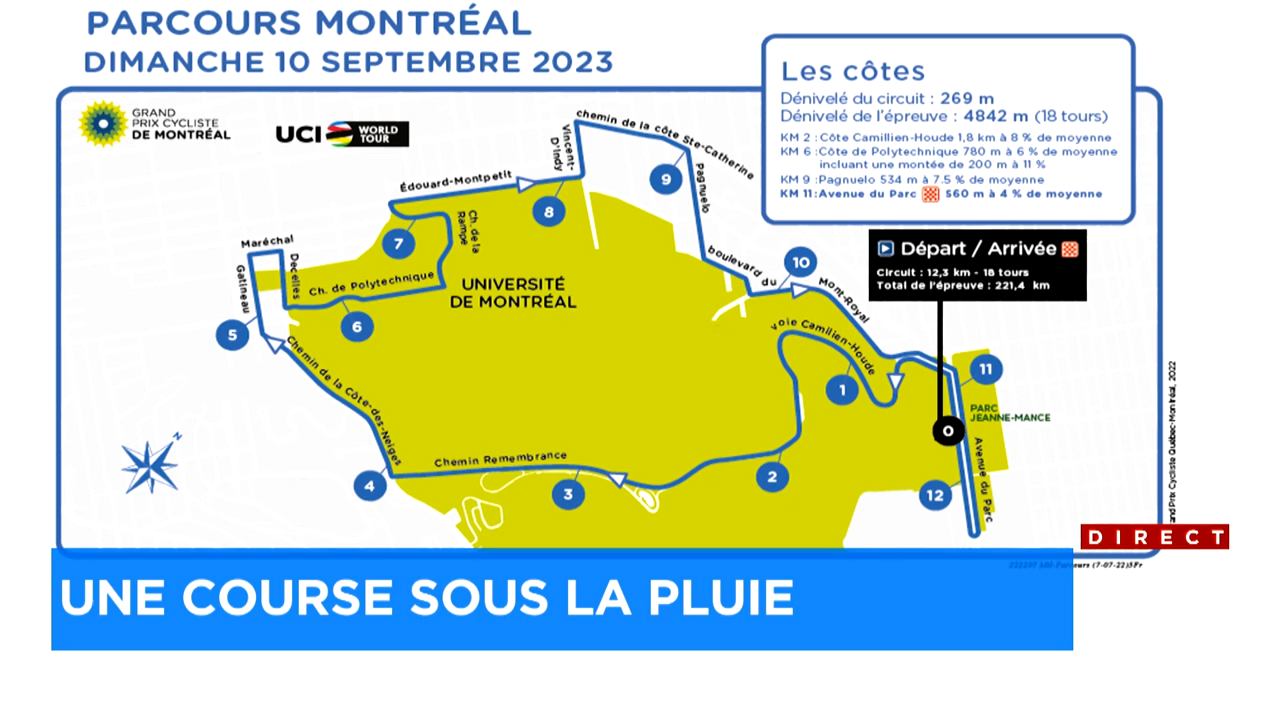 PARCOURS MONTRÉAL
DIMANCHE 10 SEPTEMBRE 2023
GRAND
PRIX CYCLISTE
DE MONTRÉAL
UCI WORLD
TOUR
Les côtes
Dénivelé du circuit : 269 m
Dénivelé de l'épreuve : 4842 m (18 tours)
KM 2 : Côte Camillien-Houde 1,8 km à 8 % de moyenne
KM 6 : Côte de Polytechnique 780 m à 6 % de moyenne
incluant une montée de 200 m à 11 %
KM 9 : Pagnuelo 534 m à 7.5 % de moyenne
KM 11 : Avenue du Parc 560 m à 4 % de moyenne
Départ / Arrivée
Circuit : 12,3 km - 18 tours
Total de l'épreuve : 221,4 km
chemin de la côte Ste-Catherine
Vincent-
D'Indy
Édouard-Montpetit
Pagnuelo
9
8
7
Ch. de la
Rampe
Maréchal
Decelles
Gatineau
Ch. de Polytechnique
UNIVERSITÉ
DE MONTRÉAL
boulevard du
Mont-Royal
10
6
5
voie Camilien-Houde
Chemin de la Côte-des-Neiges
11
1
PARC
JEANNE-MANCE
0
Avenue du Parc
N
Chemin Remembrance
4
3
2
12
and Prix Cycliste Québec-Montréal, 2022
DIRECT
UNE COURSE SOUS LA PLUIE